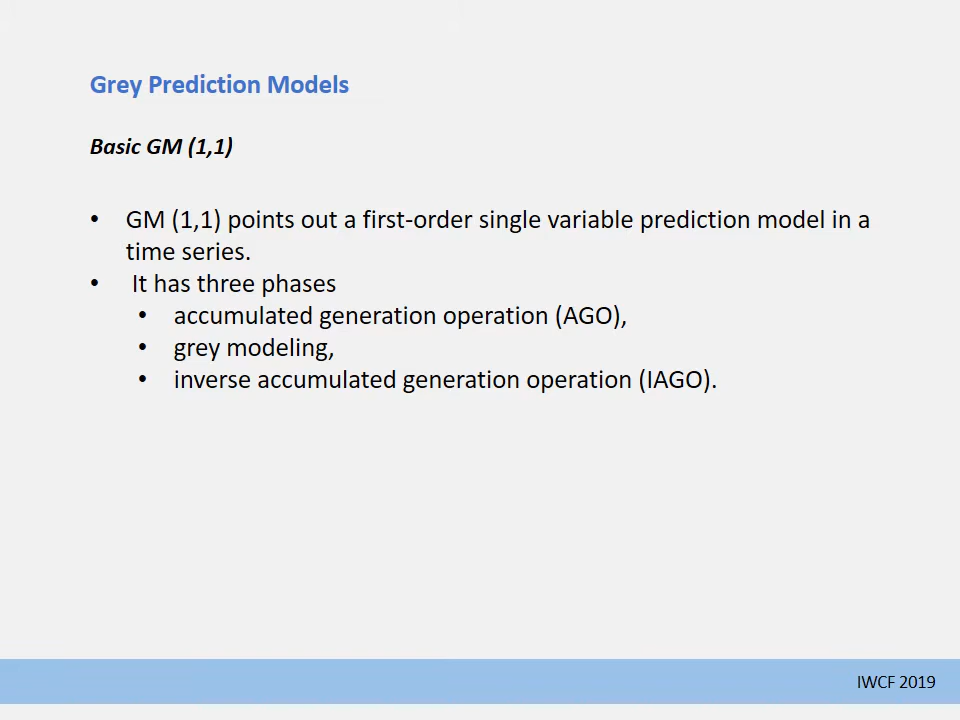 Grey Prediction Models
Basic GM (1,1)
• GM (1,1) points out a first-order single variable prediction model in a
time series.
• It has three phases
• accumulated generation operation (AGO),
• grey modeling,
• inverse accumulated generation operation (IAGO).
IWCF 2019